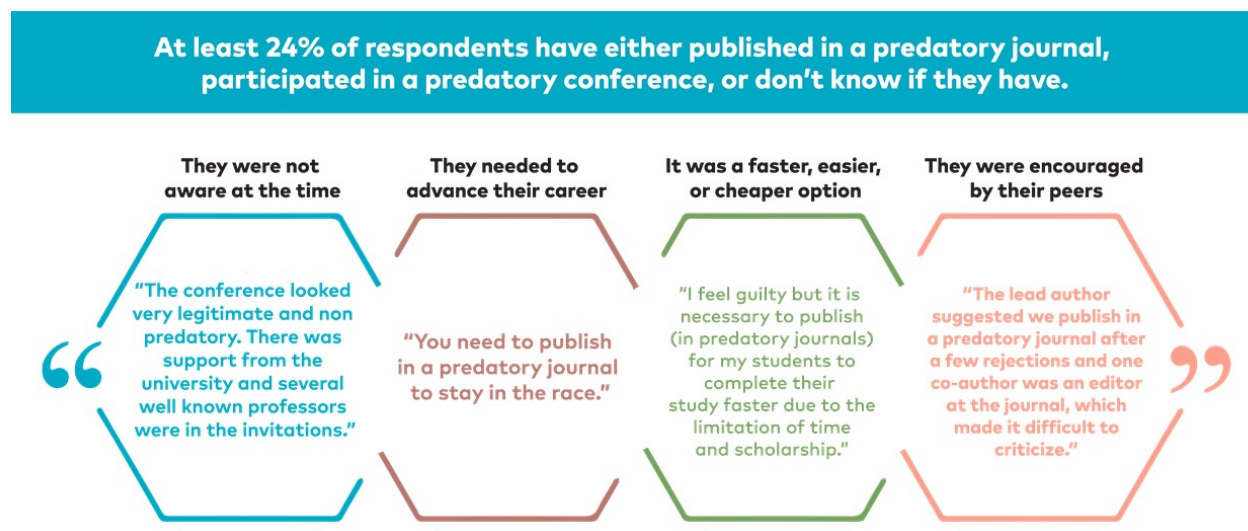 At least 24% of respondents have either published in a predatory journal,
participated in a predatory conference, or don’t know if they have.
They were not
aware at the time
“The conference looked
very legitimate and non
predatory. There was
support from the
university and several
well known professors
were in the invitations.”
They needed to
advance their career
“You need to publish
in a predatory journal
to stay in the race.”
It was a faster, easier,
or cheaper option
“I feel guilty but it is
necessary to publish
(in predatory journals)
for my students to
complete their
study faster due to the
limitation of time
and scholarship.”
They were encouraged
by their peers
“The lead author
suggested we publish in
a predatory journal after
a few rejections and one
co-author was an editor
at the journal, which
made it difficult to
criticize.”